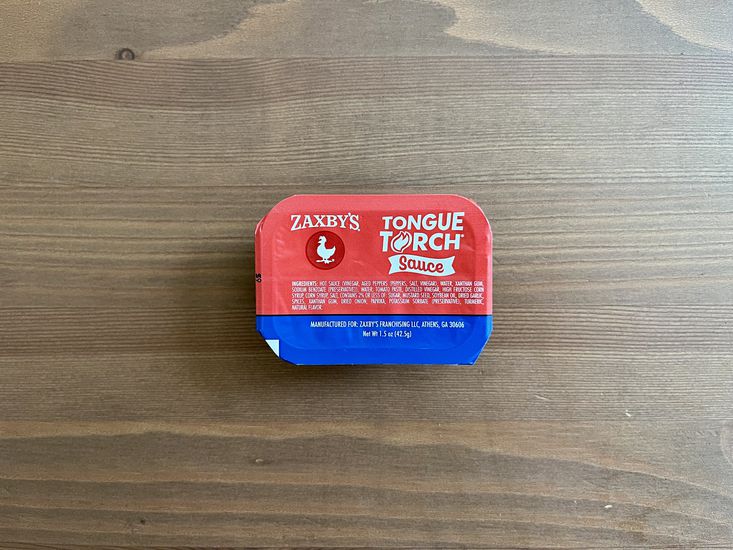 ZAXBY'S
TONGUE
TORCH
Sauce
INGREDIENTS: HOT SAUCE (VINEGAR, AGED PEPPERS (PEPPERS, SALT, VINEGAR), WATER, XANTHAN GUM,
SODIUM BENZOATE (PRESERVATIVE)), WATER, TOMATO PASTE, DISTILLED VINEGAR, HIGH FRUCTOSE CORN
SYRUP, CORN SYRUP, SALT, CONTAINS 2% OR LESS OF: SUGAR, MUSTARD SEED, SOYBEAN OIL, DRIED GARLIC,
SPICES, XANTHAN GUM, DRIED ONION, PAPRIKA, POTASSIUM SORBATE (PRESERVATIVE), TURMERIC,
NATURAL FLAVOR.
MANUFACTURED FOR: ZAXBY'S FRANCHISING LLC, ATHENS, GA 30606
Net Wt 1.5 oz (42.5g)